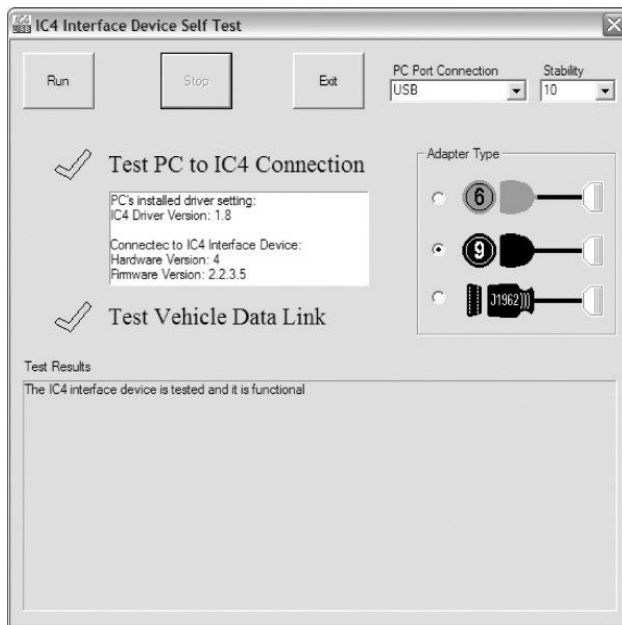 IC4 Interface Device Self Test
Run
Stop
Exit
PC Port Connection
USB
Stability
10
Test PC to IC4 Connection
PC's installed driver setting:
IC4 Driver Version: 1.8
Connectec to IC4 Interface Device:
Hardware Version: 4
Firmware Version: 2.2.3.5
Test Vehicle Data Link
Adapter Type
6
9
J1962
Test Results
The IC4 interface device is tested and it is functional